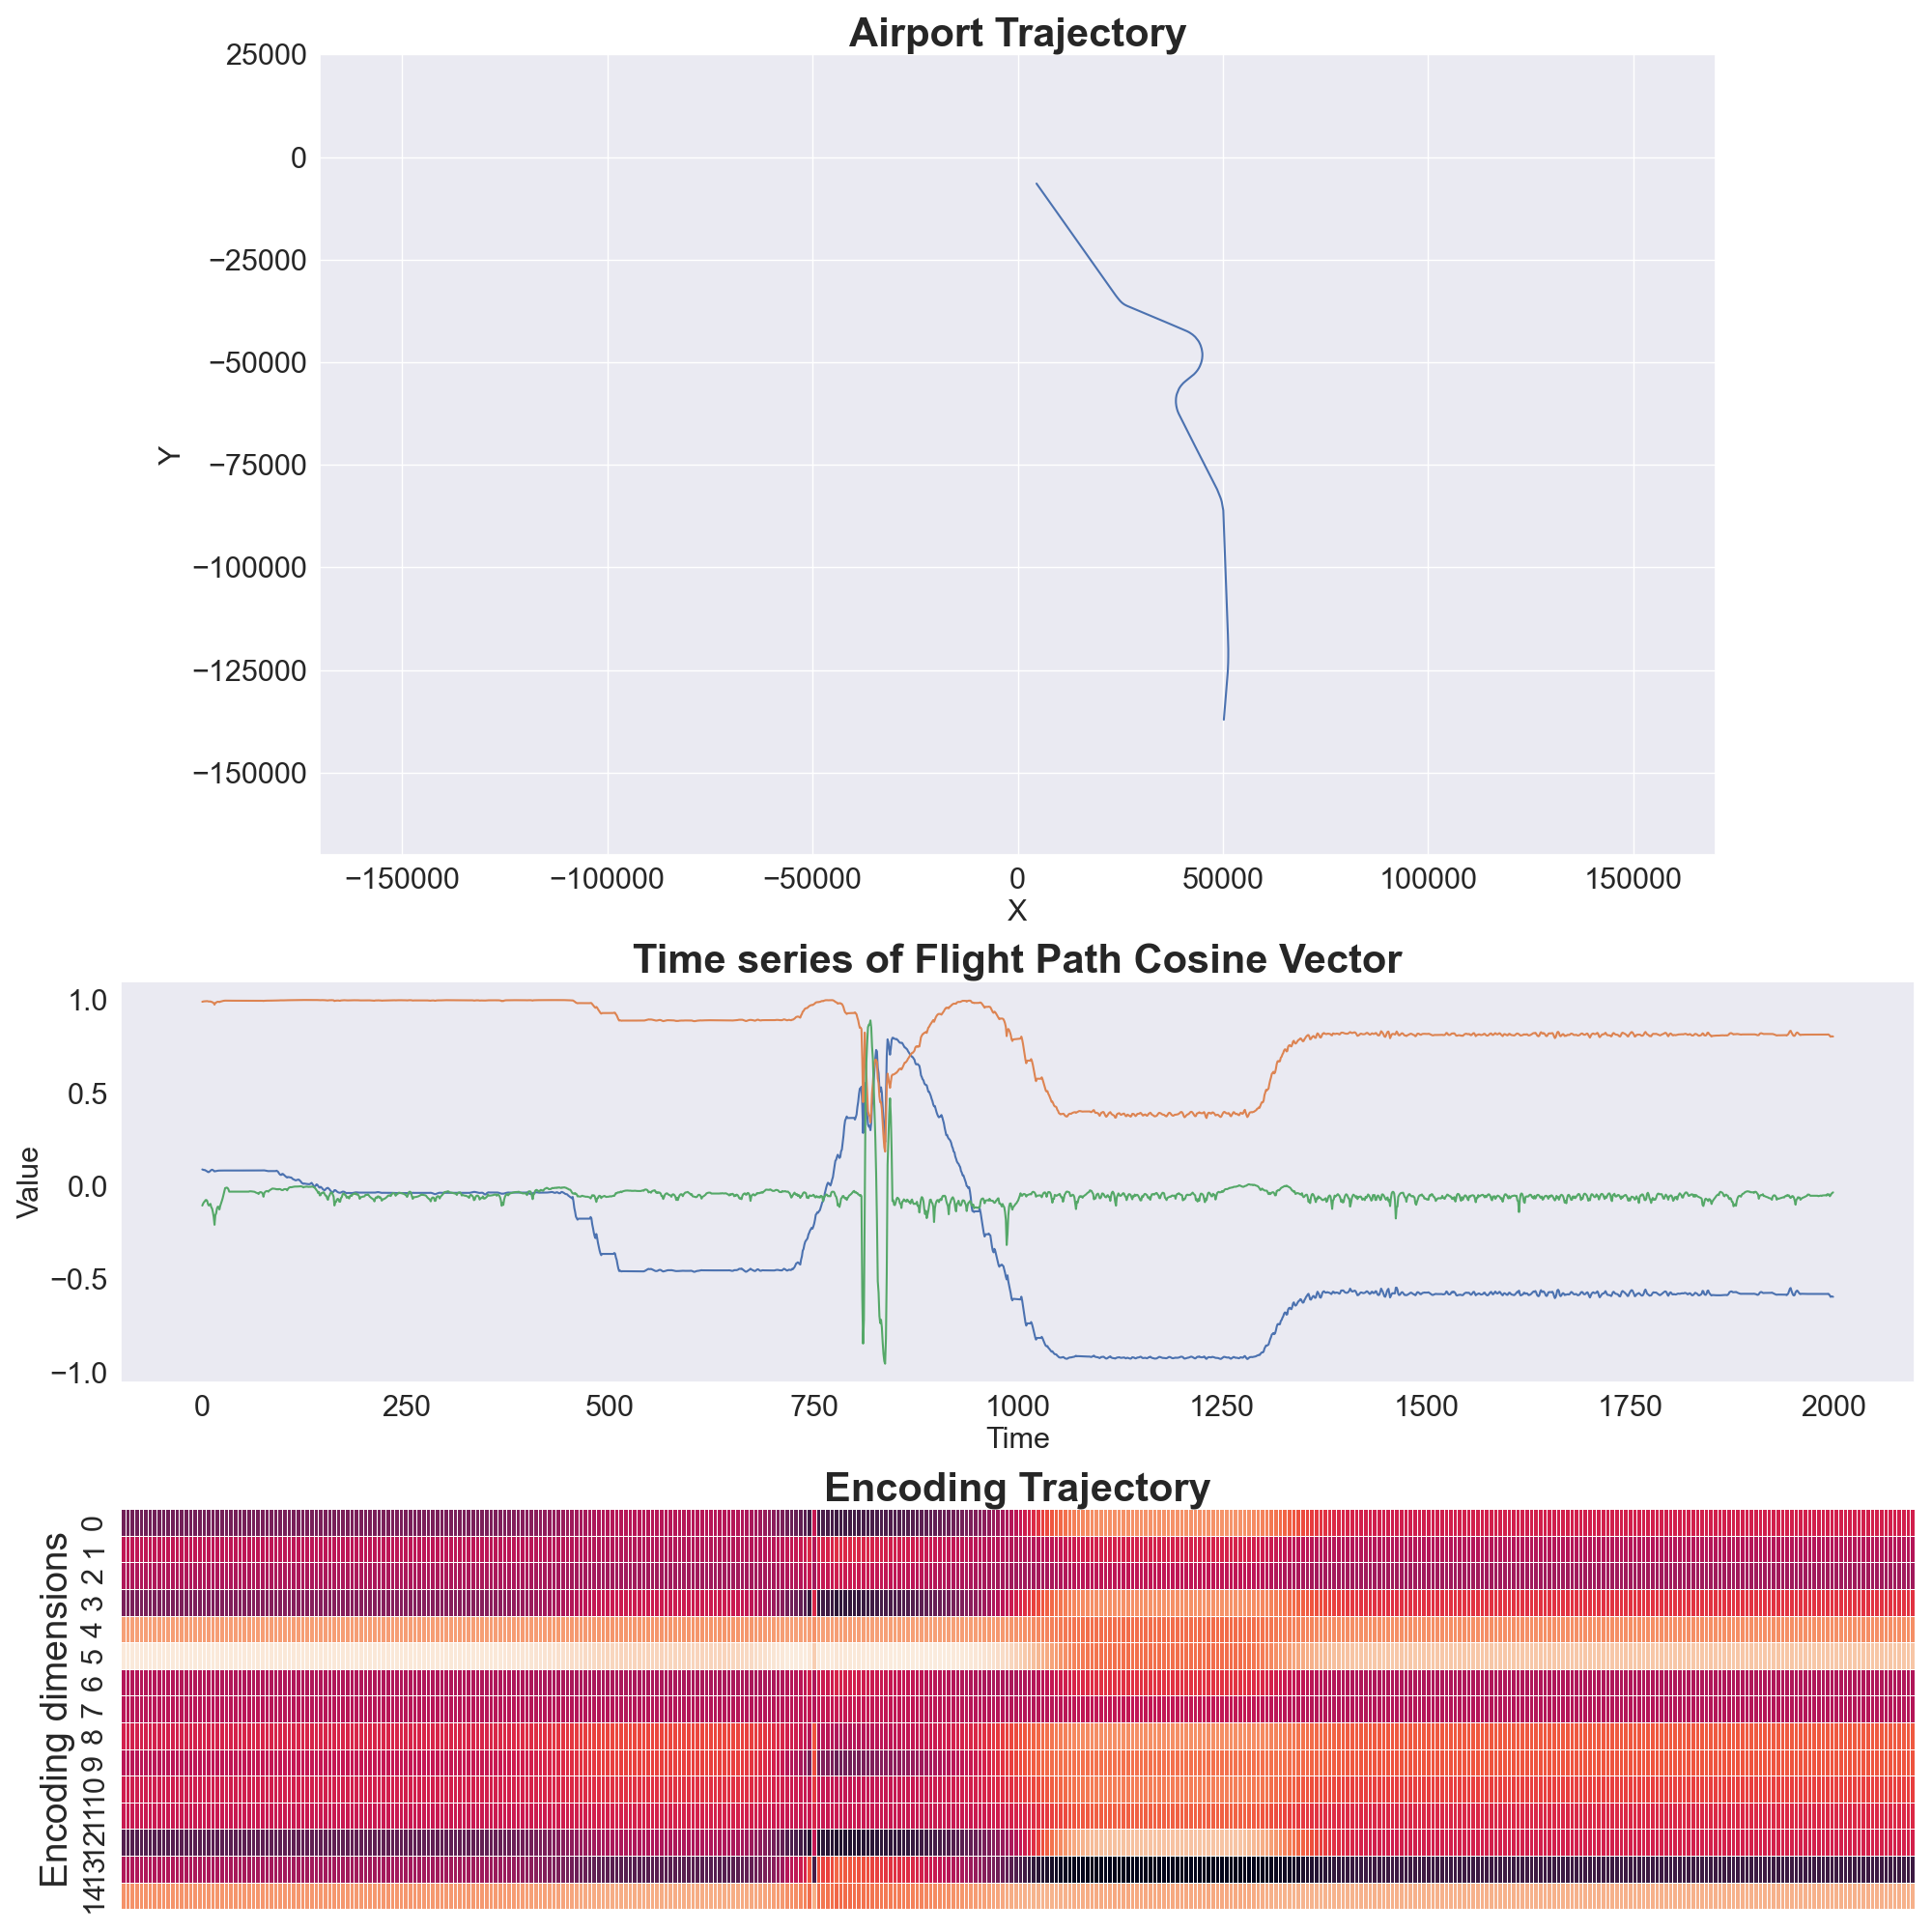 Airport Trajectory
25000
0
−25000
−50000
−75000
−100000
−125000
−150000
Y
−150000 −100000 −50000 0 50000 100000 150000
X
Time series of Flight Path Cosine Vector
1.0
0.5
0.0
−0.5
−1.0
Value
0 250 500 750 1000 1250 1500 1750 2000
Time
Encoding Trajectory
Encoding dimensions
0
1
2
3
4
5
6
7
8
9
10
11
12
13
14